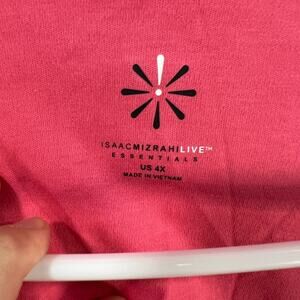 ISAACMIZRAHILIVE™
ESSENTIALS
US 4X
MADE IN VIETNAM